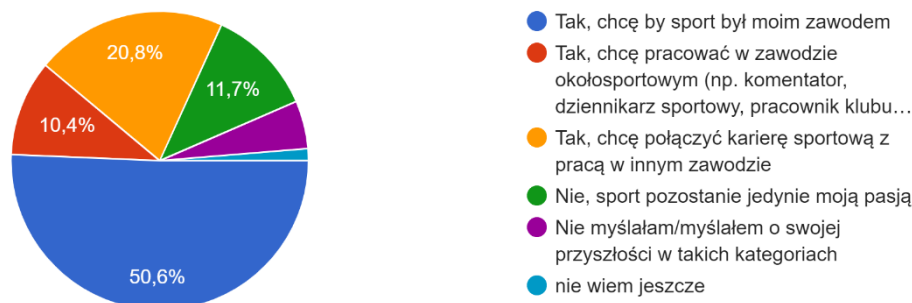 20,8%
11,7%
10,4%
50,6%
Tak, chcę by sport był moim zawodem
Tak, chcę pracować w zawodzie
okołosportowym (np. komentator,
dziennikarz sportowy, pracownik klubu…
Tak, chcę połączyć karierę sportową z
pracą w innym zawodzie
Nie, sport pozostanie jedynie moją pasją
Nie myślałam/myślałem o swojej
przyszłości w takich kategoriach
nie wiem jeszcze